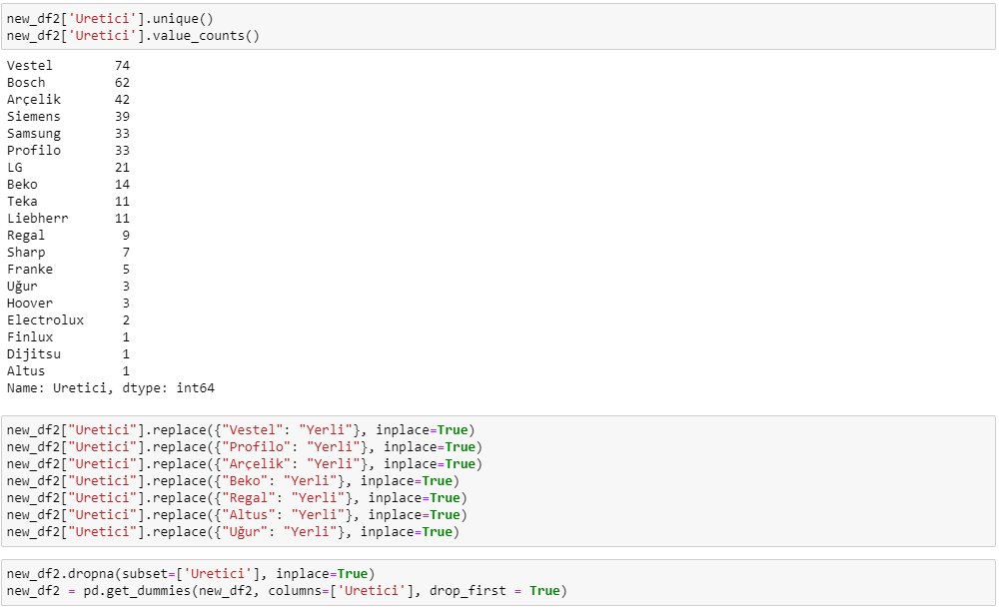 new_df2['Uretici'].unique()
new_df2['Uretici'].value_counts()
Vestel 74
Bosch 62
Arçelik 42
Siemens 39
Samsung 33
Profilo 33
LG 21
Beko 14
Teka 11
Liebherr 11
Regal 9
Sharp 7
Franke 5
Uğur 3
Hoover 3
Electrolux 2
Finlux 1
Dijitsu 1
Altus 1
Name: Uretici, dtype: int64
new_df2["Uretici"].replace({"Vestel": "Yerli"}, inplace=True)
new_df2["Uretici"].replace({"Profilo": "Yerli"}, inplace=True)
new_df2["Uretici"].replace({"Arçelik": "Yerli"}, inplace=True)
new_df2["Uretici"].replace({"Beko": "Yerli"}, inplace=True)
new_df2["Uretici"].replace({"Regal": "Yerli"}, inplace=True)
new_df2["Uretici"].replace({"Altus": "Yerli"}, inplace=True)
new_df2["Uretici"].replace({"Uğur": "Yerli"}, inplace=True)
new_df2.dropna(subset=['Uretici'], inplace=True)
new_df2 = pd.get_dummies(new_df2, columns=['Uretici'], drop_first = True)